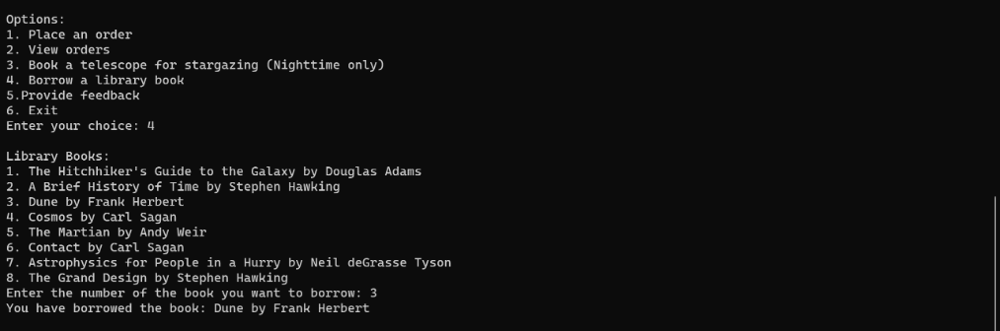 Options:
1. Place an order
2. View orders
3. Book a telescope for stargazing (Nighttime only)
4. Borrow a library book
5.Provide feedback
6. Exit
Enter your choice: 4
Library Books:
1. The Hitchhiker's Guide to the Galaxy by Douglas Adams
2. A Brief History of Time by Stephen Hawking
3. Dune by Frank Herbert
4. Cosmos by Carl Sagan
5. The Martian by Andy Weir
6. Contact by Carl Sagan
7. Astrophysics for People in a Hurry by Neil deGrasse Tyson
8. The Grand Design by Stephen Hawking
Enter the number of the book you want to borrow: 3
You have borrowed the book: Dune by Frank Herbert